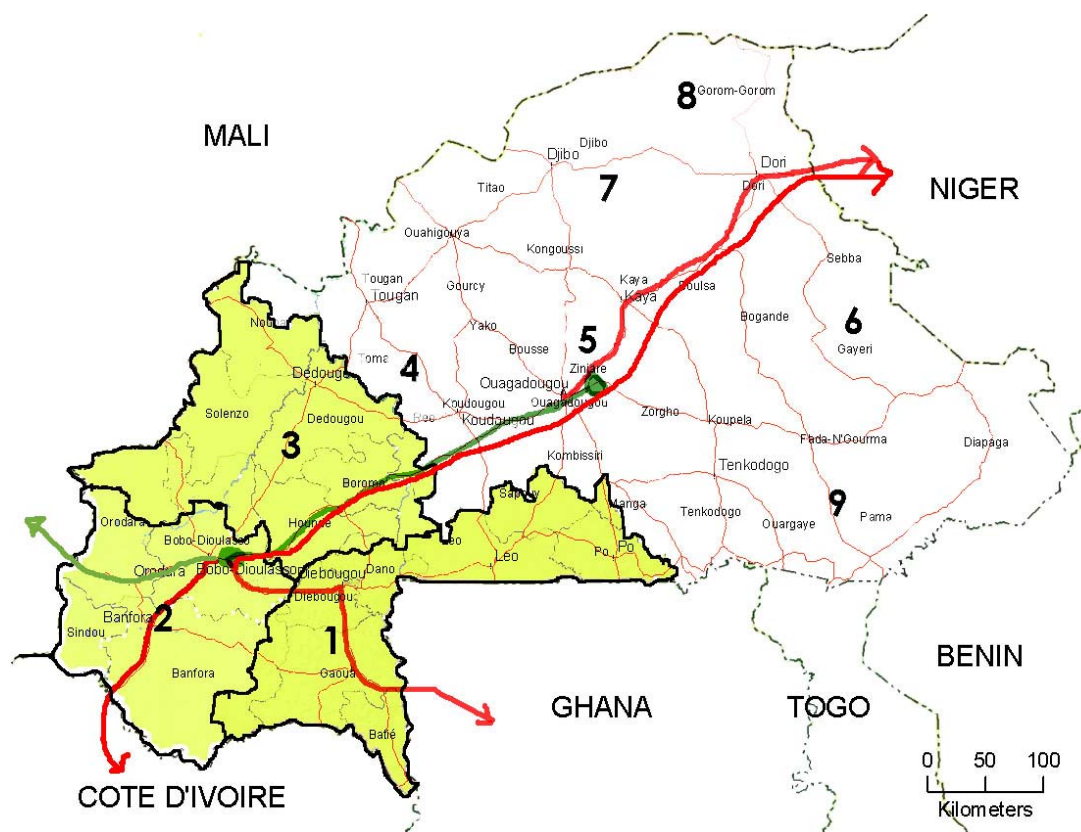 8
Gorom-Gorom
MALI
Djibo
Djibo
Dori
Dori
7
Titao
NIGER
Ouahigouya
Kongoussi
Sebba
Tougan
Tougan
Gourcy
Kaya
Kaya
Boulsa
Bogande
6
Yako
5
Bousse
Gayeri
Toma
4
Ziniare
Dedougou
Ouagadougou
Ouagadougou
Solenzo
Dedougou
Reo
Koudougou
Koudougou
Zorgho
Koupela
3
Fada-N'Gourma
Diapaga
Kombissiri
Tenkodogo
Boromo
Sapouy
Manga
9
Orodara
Hounde
Tenkodogo
Ouargaye
Pama
Bobo-Dioulasso
Leo
Leo
Po
Po
Orodara
Bobo-Dioulasso
Diebougou
Dano
Diebougou
Banfora
2
Sindou
1
Banfora
Gaoua
BENIN
GHANA
TOGO
Batié
0 50 100
Kilometers
COTE D'IVOIRE